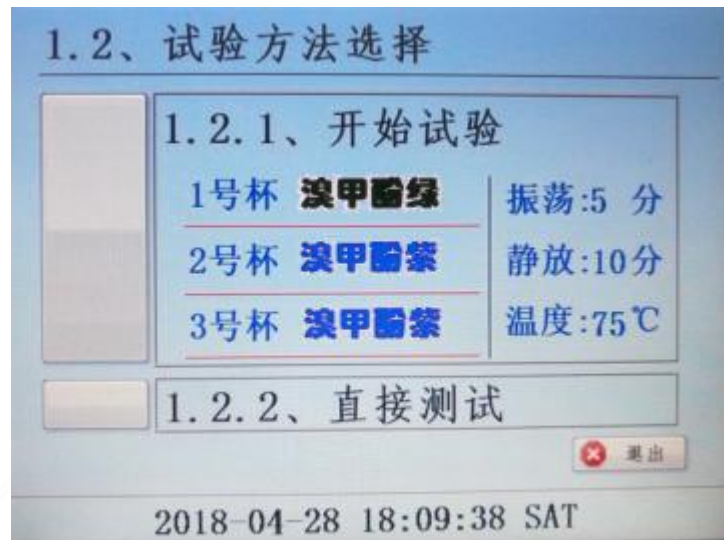 1.2、试验方法选择
1.2.1、开始试验
1号杯 溴甲酚绿 振荡:5 分
2号杯 溴甲酚紫 静放:10分
3号杯 溴甲酚紫 温度:75℃
1.2.2、直接测试
退出
2018-04-28 18:09:38 SAT